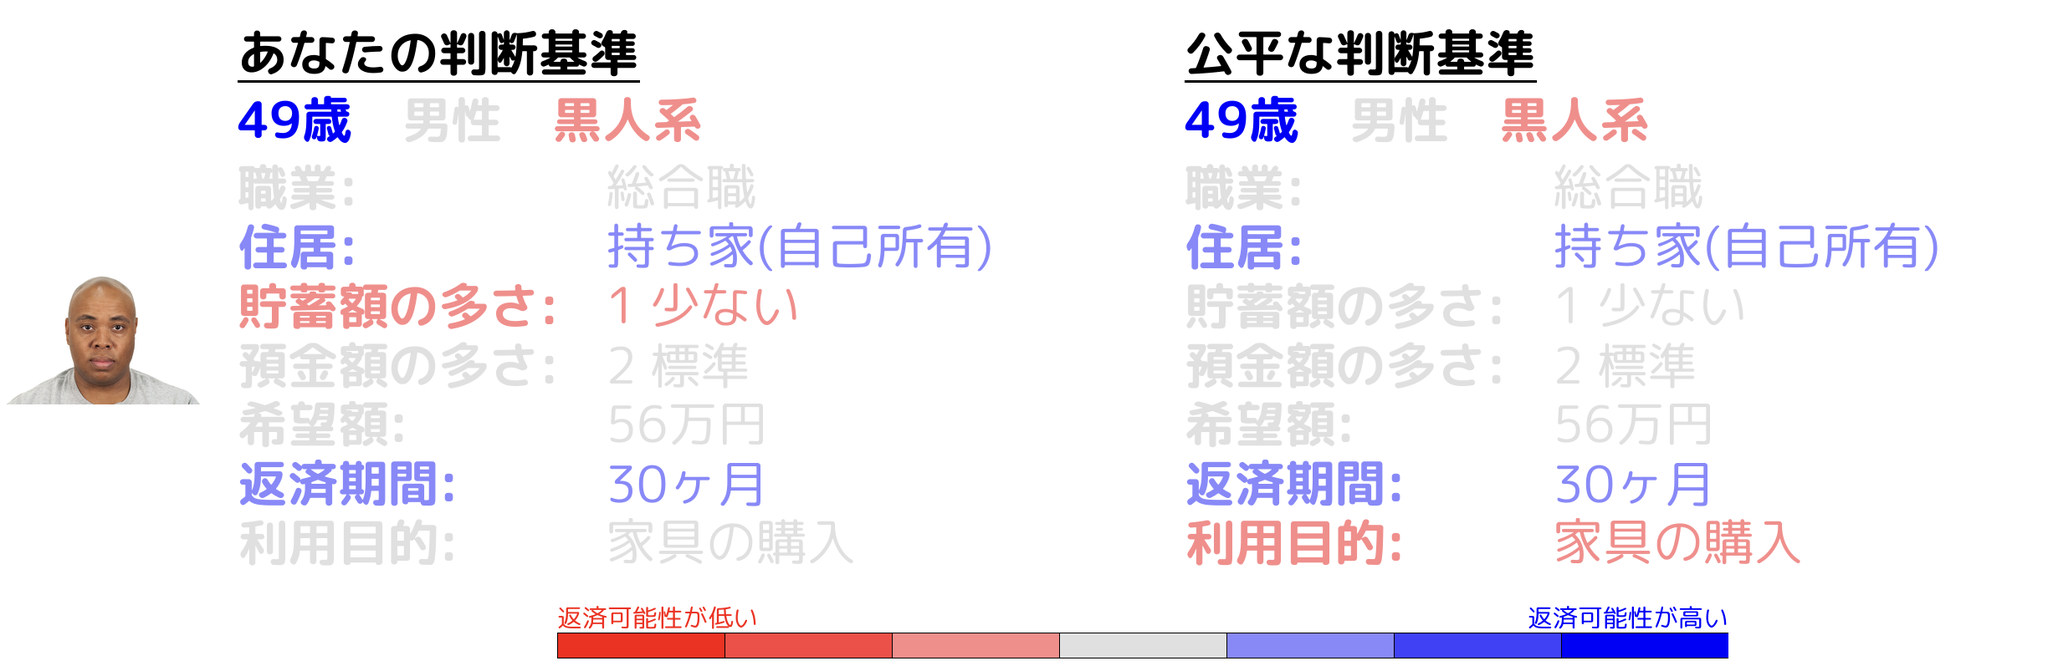 あなたの判断基準
49歳 男性 黒人系
職業: 総合職
住居: 持ち家(自己所有)
貯蓄額の多さ: 1 少ない
預金額の多さ: 2 標準
希望額: 56万円
返済期間: 30ヶ月
利用目的: 家具の購入
公平な判断基準
49歳 男性 黒人系
職業: 総合職
住居: 持ち家(自己所有)
貯蓄額の多さ: 1 少ない
預金額の多さ: 2 標準
希望額: 56万円
返済期間: 30ヶ月
利用目的: 家具の購入
返済可能性が低い
返済可能性が高い